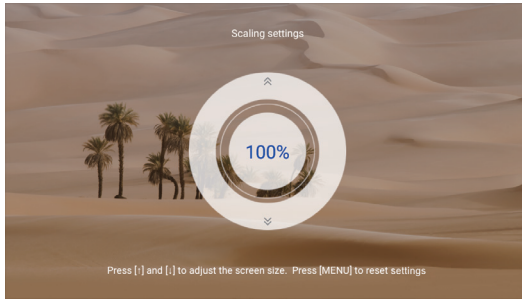 Scaling settings
100%
Press [↑] and [↓] to adjust the screen size. Press [MENU] to reset settings